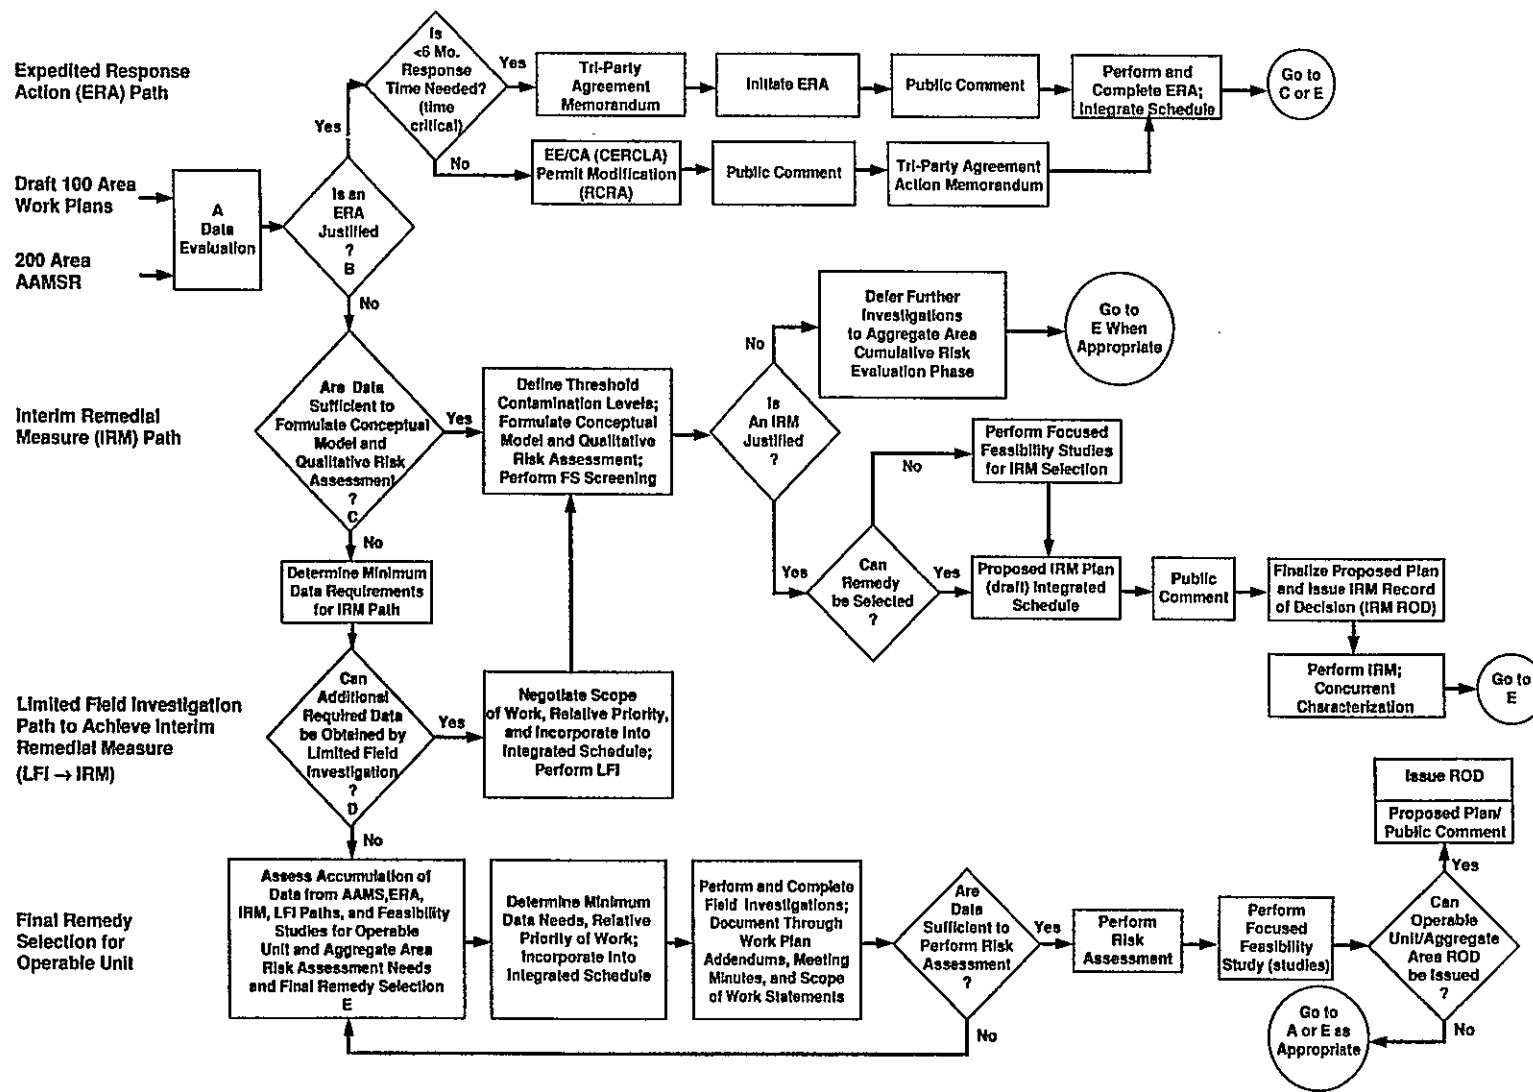 Expedited Response
Action (ERA) Path
Is
<6 Mo.
Response
Time Needed?
(time
critical)
Yes
No
Tri-Party
Agreement
Memorandum
Initiate ERA
Public Comment
Perform and
Complete ERA;
Integrate Schedule
Go to
C or E
EE/CA (CERCLA)
Permit Modification
(RCRA)
Public Comment
Tri-Party Agreement
Action Memorandum
Draft 100 Area
Work Plans
200 Area
AAMSR
A
Data
Evaluation
Yes
Is an
ERA
Justified
?
B
No
Interim Remedial
Measure (IRM) Path
Are Data
Sufficient to
Formulate Conceptual
Model and
Qualitative Risk
Assessment
?
C
Yes
No
Define Threshold
Contamination Levels;
Formulate Conceptual
Model and Qualitative
Risk Assessment;
Perform FS Screening
Is
An IRM
Justified
?
No
Yes
Defer Further
Investigations
to Aggregate Area
Cumulative Risk
Evaluation Phase
Go to
E When
Appropriate
Can
Remedy
be Selected
?
No
Yes
Perform Focused
Feasibility Studies
for IRM Selection
Proposed IRM Plan
(draft) Integrated
Schedule
Public
Comment
Finalize Proposed Plan
and Issue IRM Record
of Decision (IRM ROD)
Perform IRM;
Concurrent
Characterization
Go to
E
Determine Minimum
Data Requirements
for IRM Path
Limited Field Investigation
Path to Achieve Interim
Remedial Measure
(LFI → IRM)
Can
Additional
Required Data
be Obtained by
Limited Field
Investigation
?
D
Yes
No
Negotiate Scope
of Work, Relative Priority,
and Incorporate Into
Integrated Schedule;
Perform LFI
Final Remedy
Selection for
Operable Unit
Assess Accumulation of
Data from AAMS,ERA,
IRM, LFI Paths, and Feasibility
Studies for Operable
Unit and Aggregate Area
Risk Assessment Needs
and Final Remedy Selection
E
Determine Minimum
Data Needs, Relative
Priority of Work;
Incorporate Into
Integrated Schedule
Perform and Complete
Field Investigations;
Document Through
Work Plan
Addendums, Meeting
Minutes, and Scope
of Work Statements
Are
Data
Sufficient to
Perform Risk
Assessment?
?
Yes
No
Perform
Risk
Assessment
Perform
Focused
Feasibility
Study (studies)
Can
Operable
Unit/Aggregate
Area ROD
be Issued
?
Yes
No
Issue ROD
Proposed Plan/
Public Comment
Go to
A or E as
Appropriate